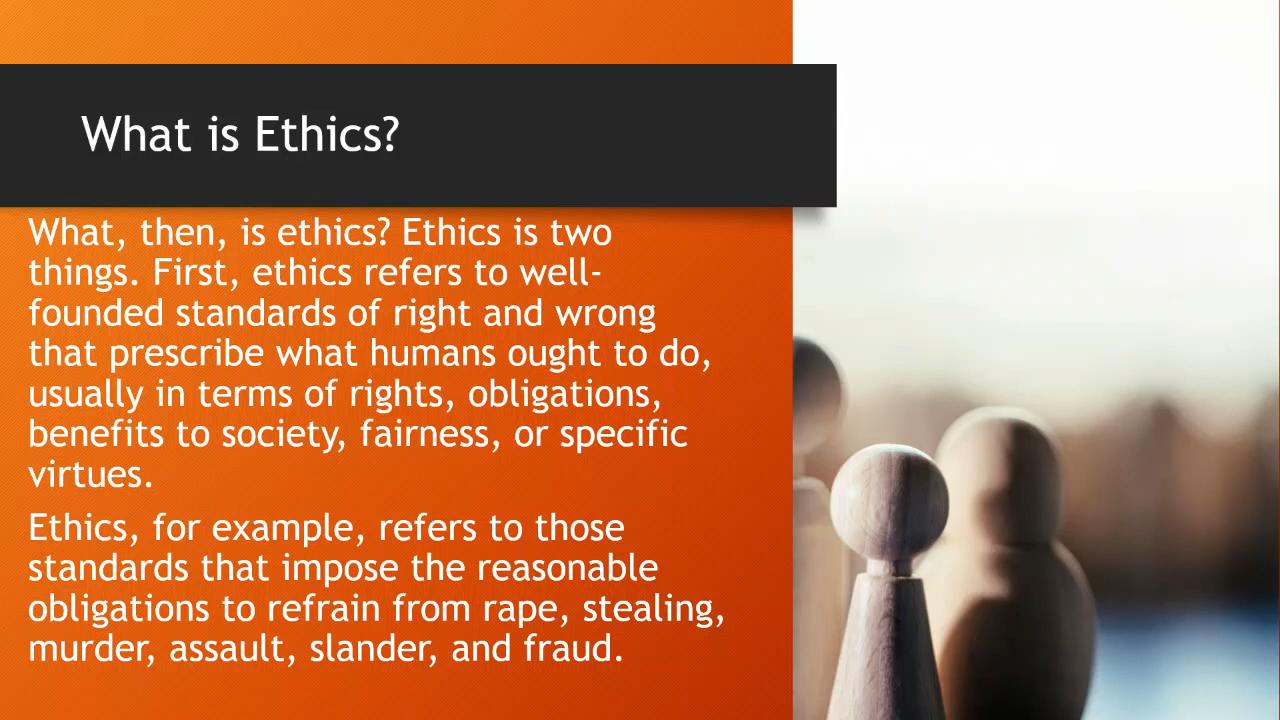 What is Ethics?
What, then, is ethics? Ethics is two
things. First, ethics refers to well-
founded standards of right and wrong
that prescribe what humans ought to do,
usually in terms of rights, obligations,
benefits to society, fairness, or specific
virtues.
Ethics, for example, refers to those
standards that impose the reasonable
obligations to refrain from rape, stealing,
murder, assault, slander, and fraud.